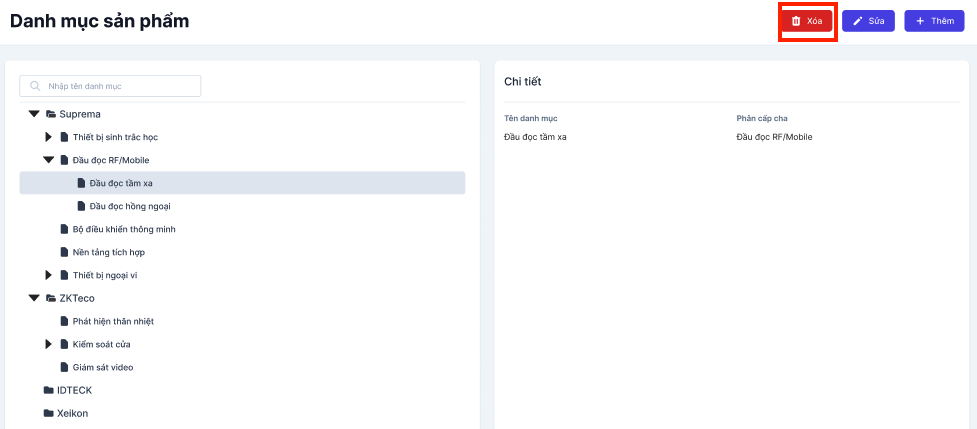 Danh mục sản phẩm
Xóa
Sửa
Thêm
Nhập tên danh mục
Suprema
Thiết bị sinh trắc học
Đầu đọc RF/Mobile
Đầu đọc tầm xa
Đầu đọc hồng ngoại
Bộ điều khiển thông minh
Nền tảng tích hợp
Thiết bị ngoại vi
ZKTeco
Phát hiện thân nhiệt
Kiểm soát cửa
Giám sát video
IDTECK
Xeikon
Chi tiết
Tên danh mục
Phân cấp cha
Đầu đọc tầm xa
Đầu đọc RF/Mobile